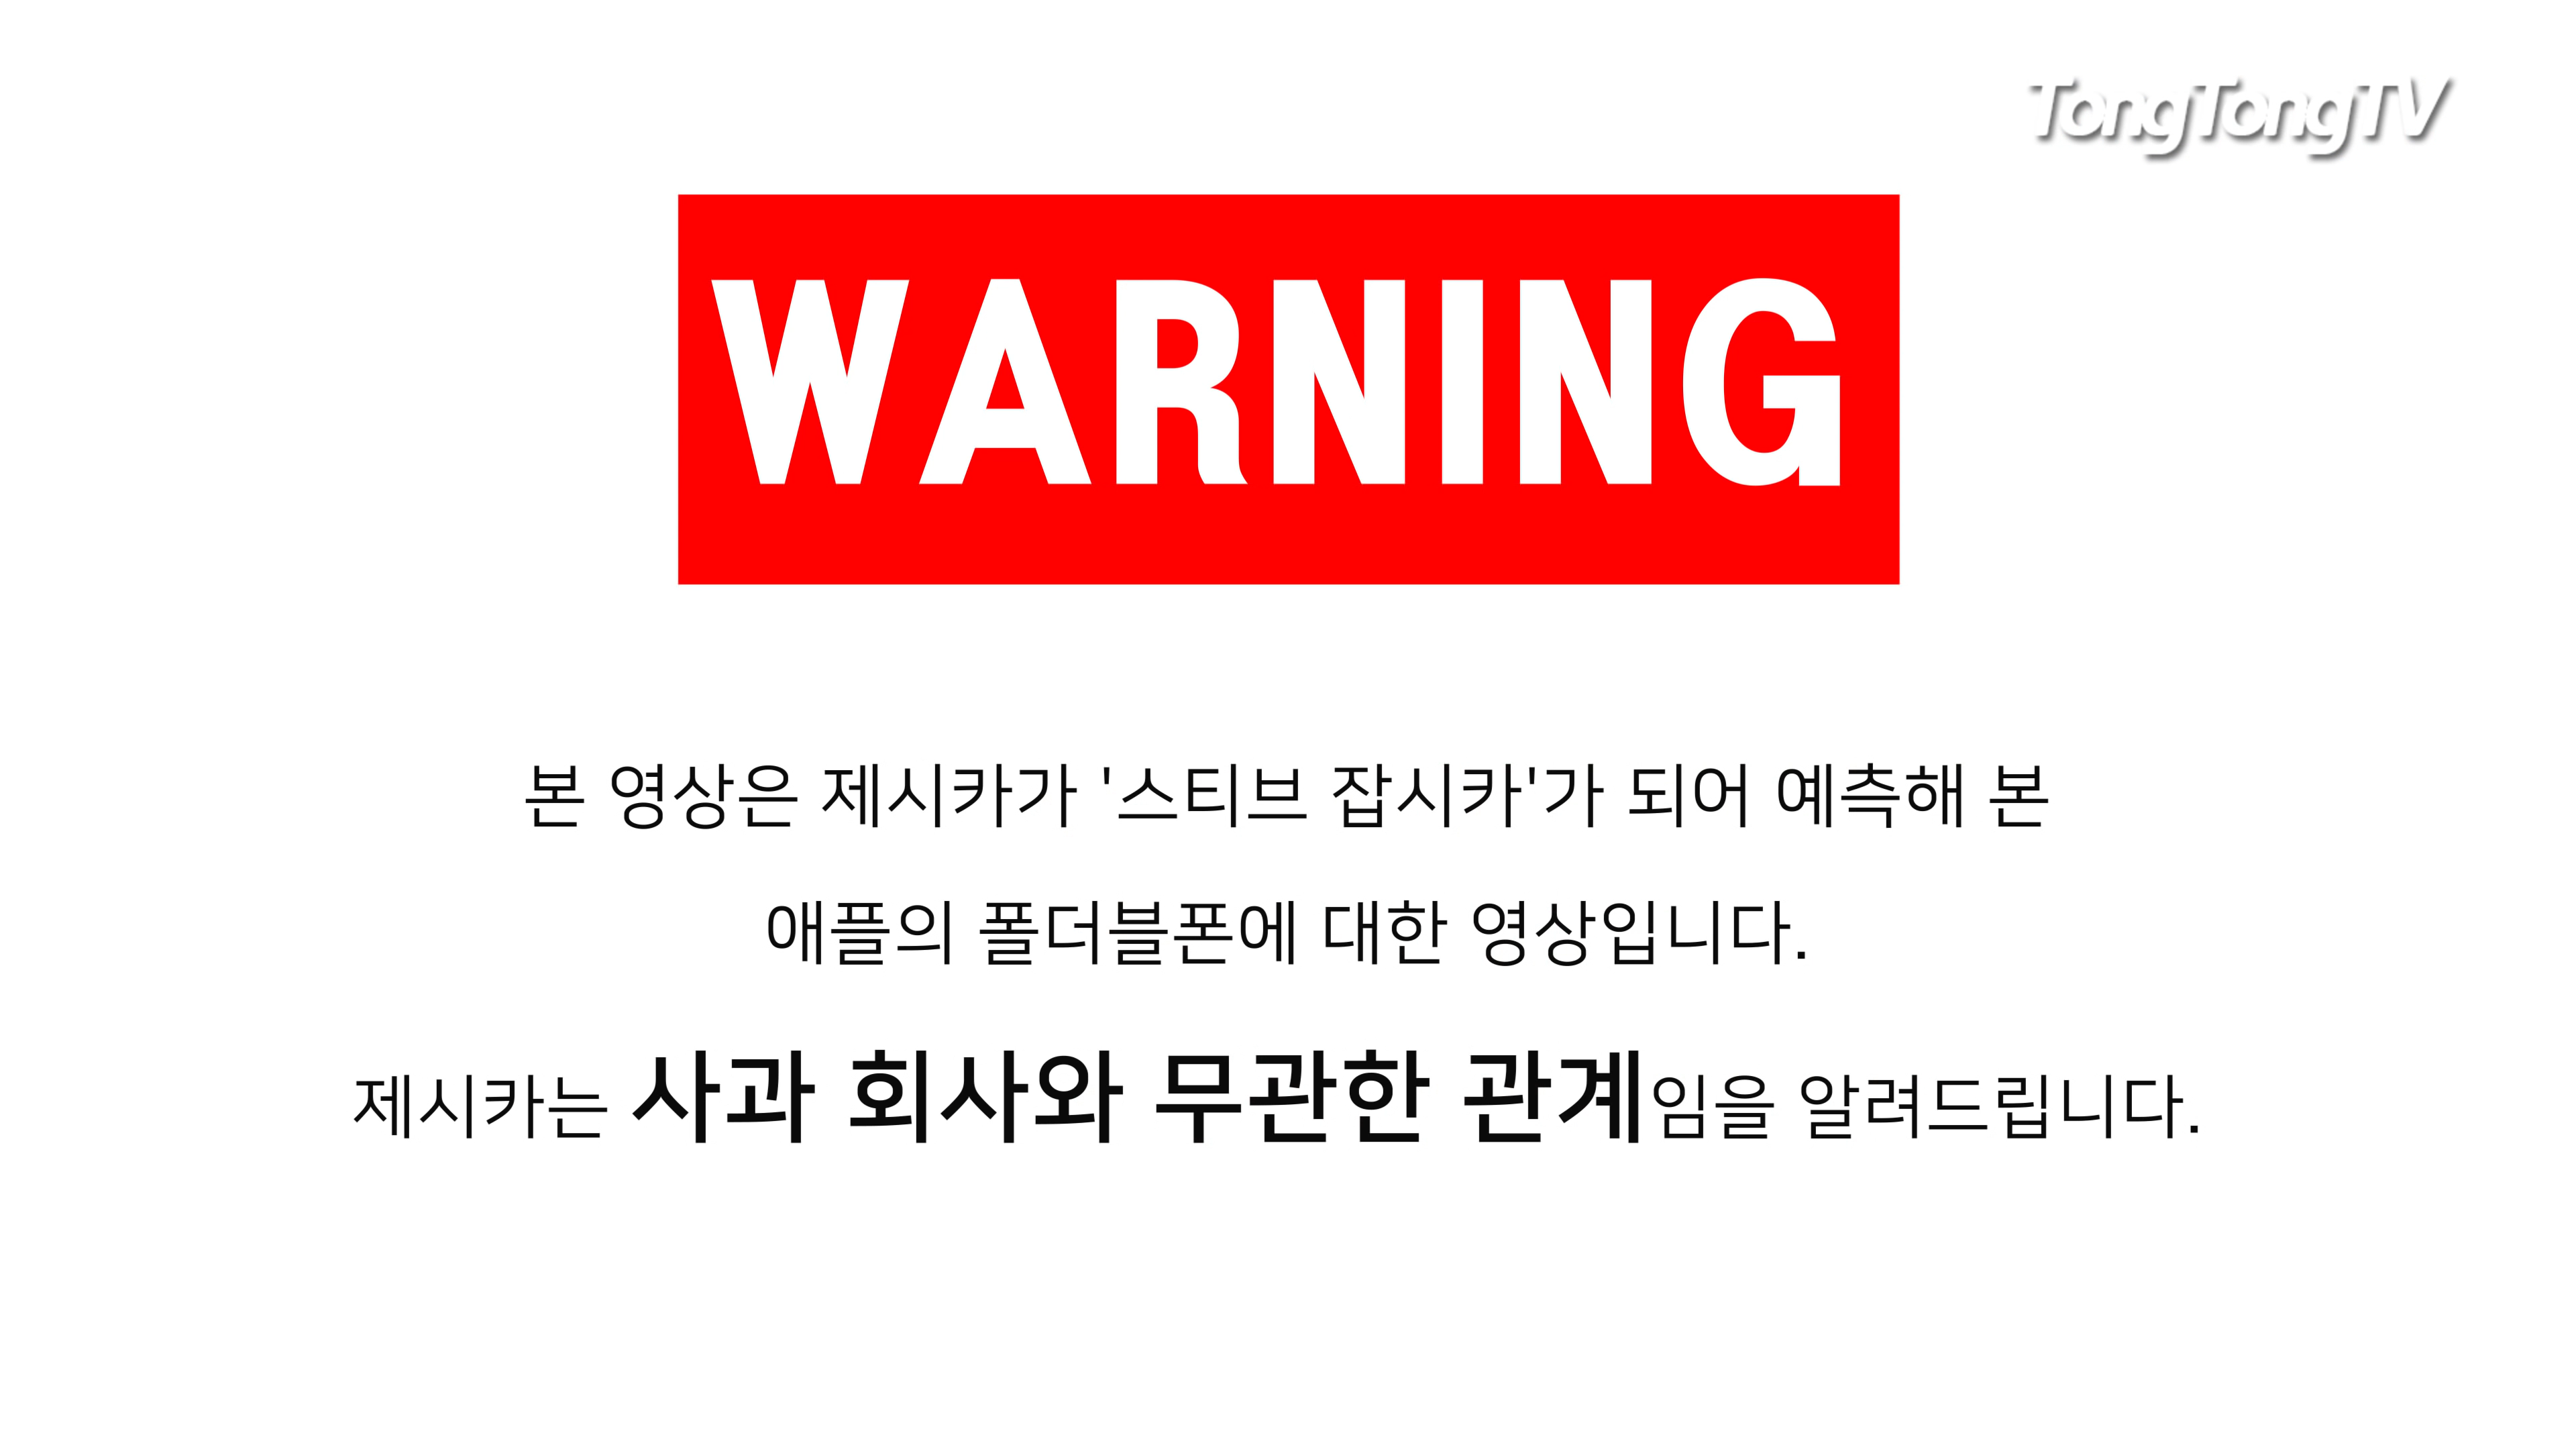 TongTongTV
WARNING
본 영상은 제시카가 '스티브 잡시카'가 되어 예측해 본
애플의 폴더블폰에 대한 영상입니다.
제시카는 사과 회사와 무관한 관계임을 알려드립니다.